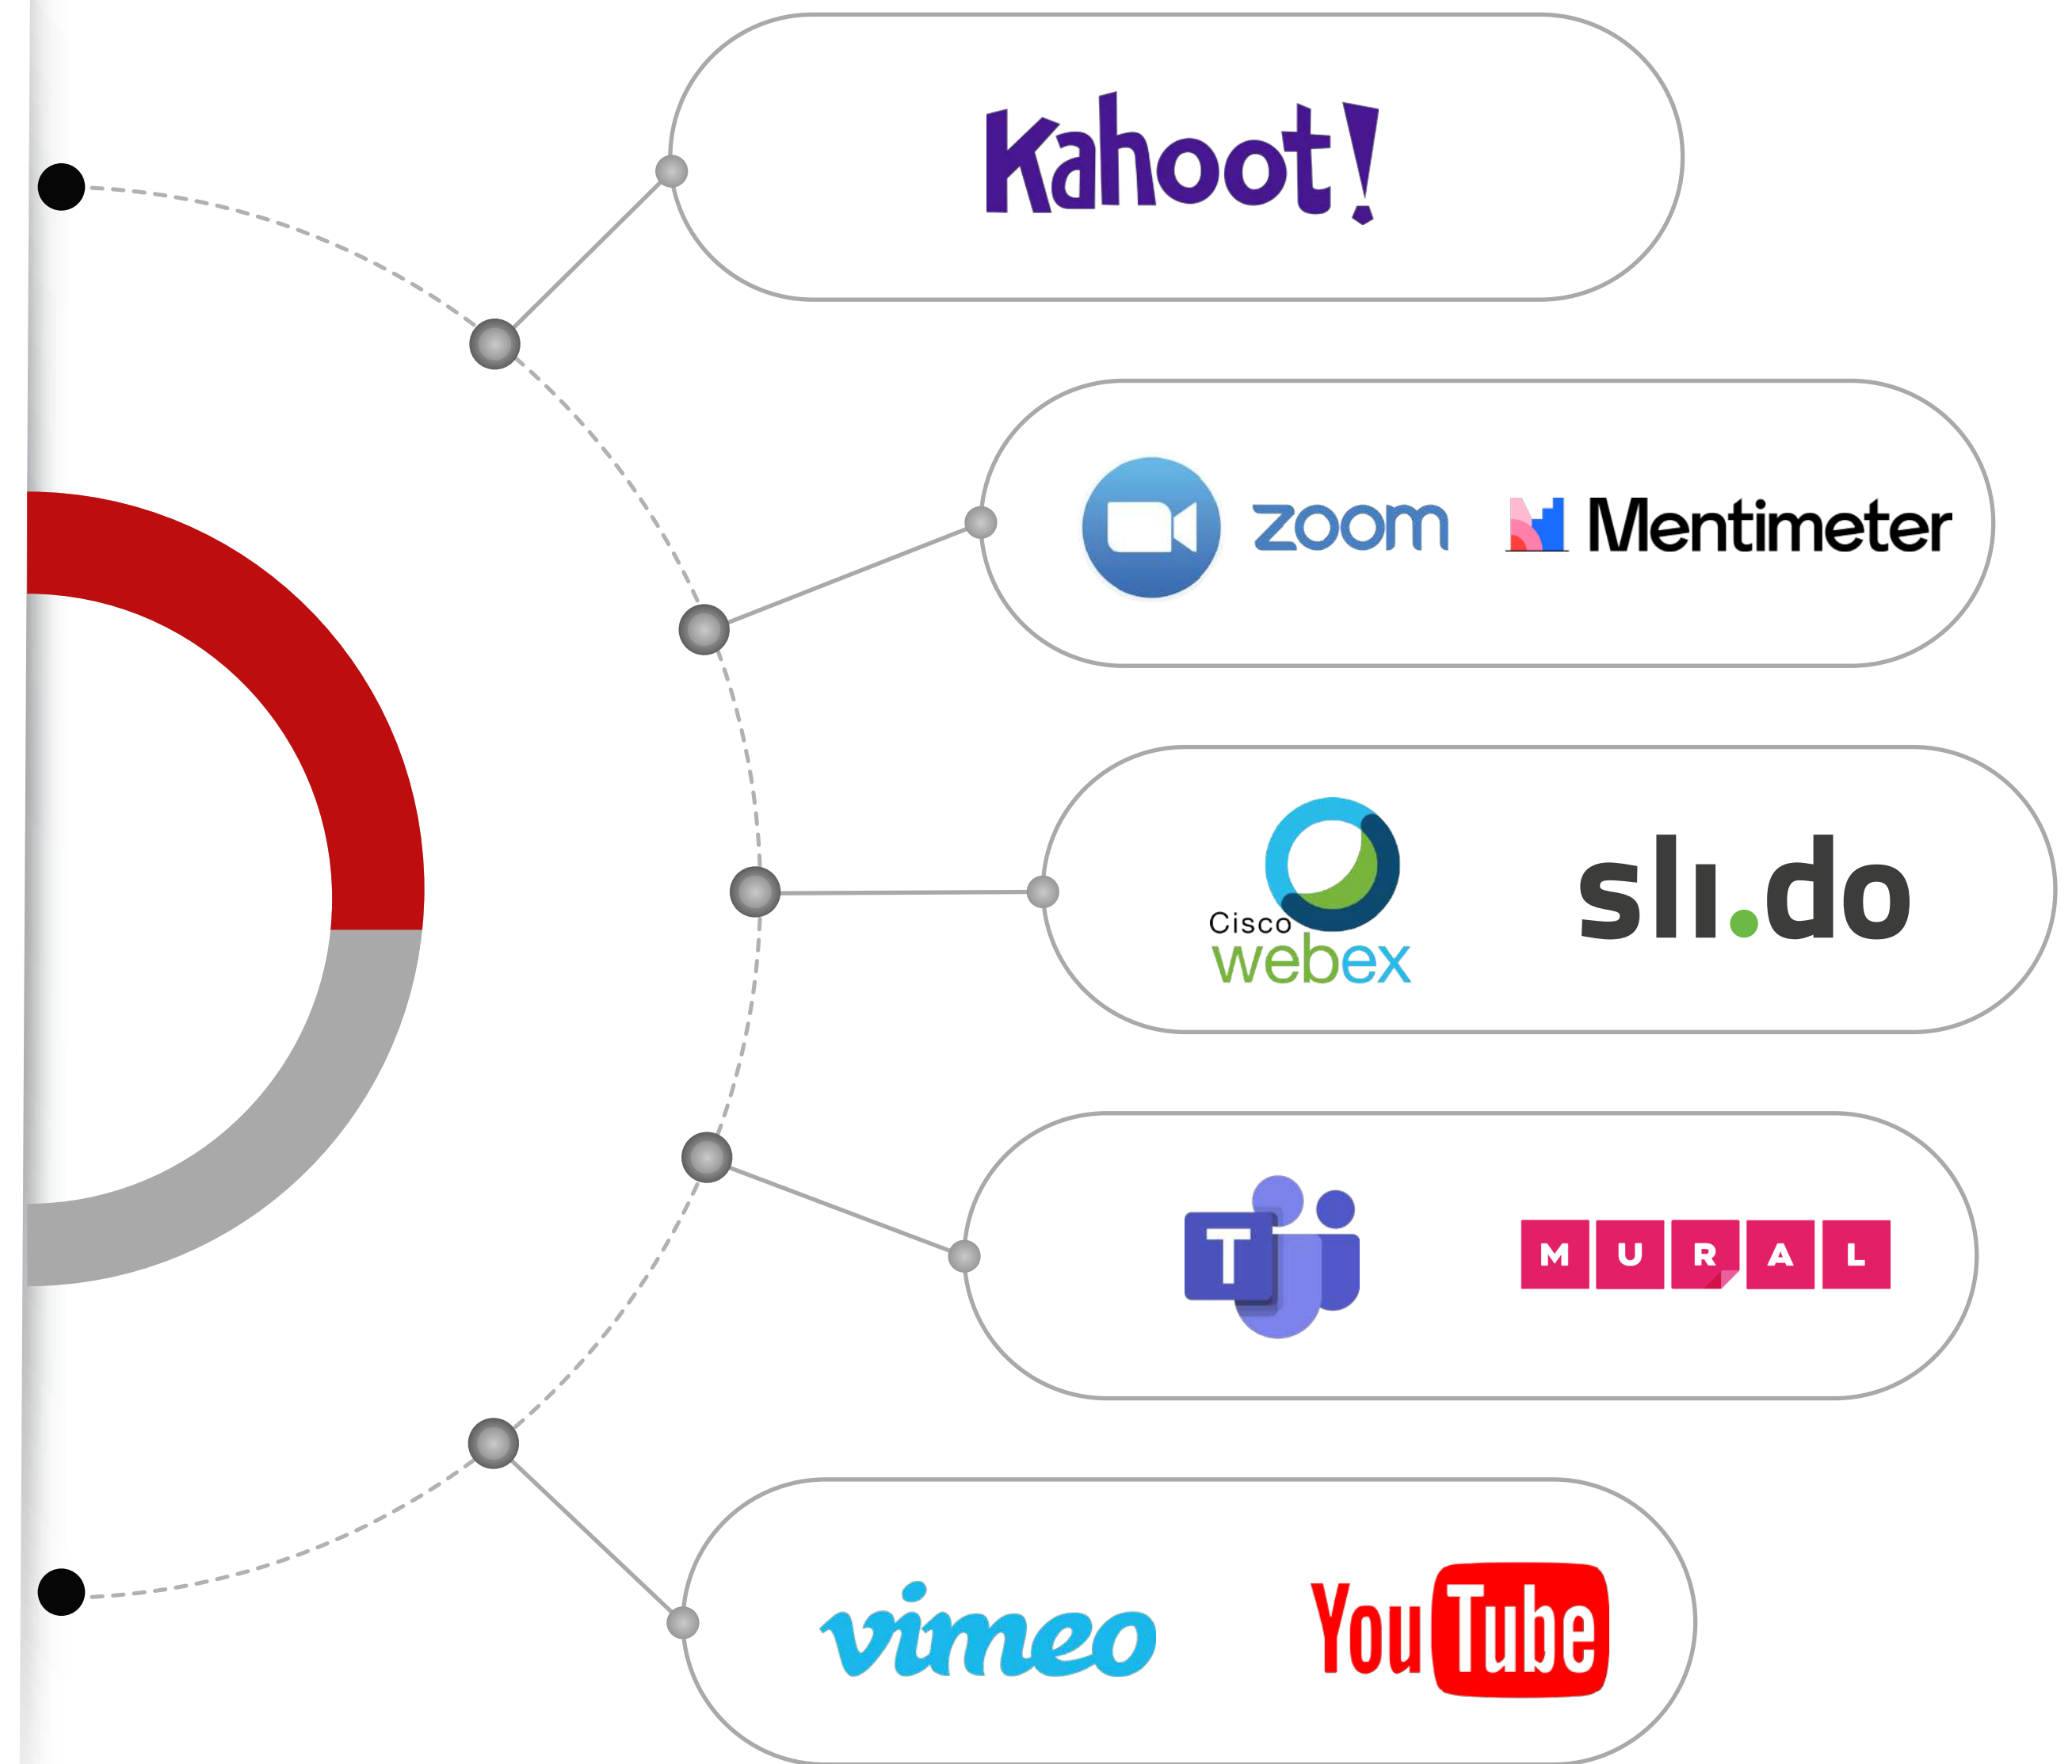 Kahoot!
zoom Mentimeter
Cisco
webex
sli.do
T
MURAL
vimeo
YouTube